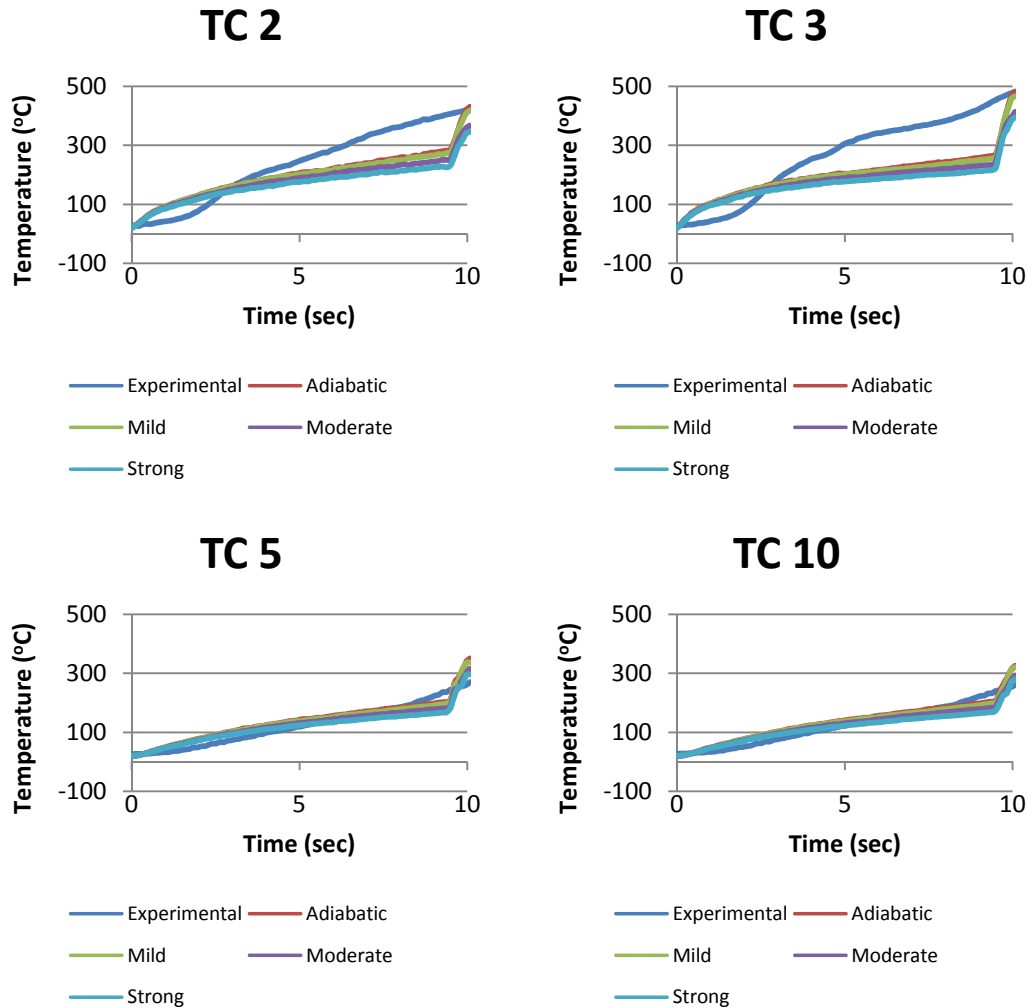 TC 2
500
300
100
-100
0
5
10
Temperature (ºC)
Time (sec)
Experimental
Adiabatic
Mild
Moderate
Strong
TC 3
500
300
100
-100
0
5
10
Temperature (ºC)
Time (sec)
Experimental
Adiabatic
Mild
Moderate
Strong
TC 5
500
300
100
-100
0
5
10
Temperature (ºC)
Time (sec)
Experimental
Adiabatic
Mild
Moderate
Strong
TC 10
500
300
100
-100
0
5
10
Temperature (ºC)
Time (sec)
Experimental
Adiabatic
Mild
Moderate
Strong